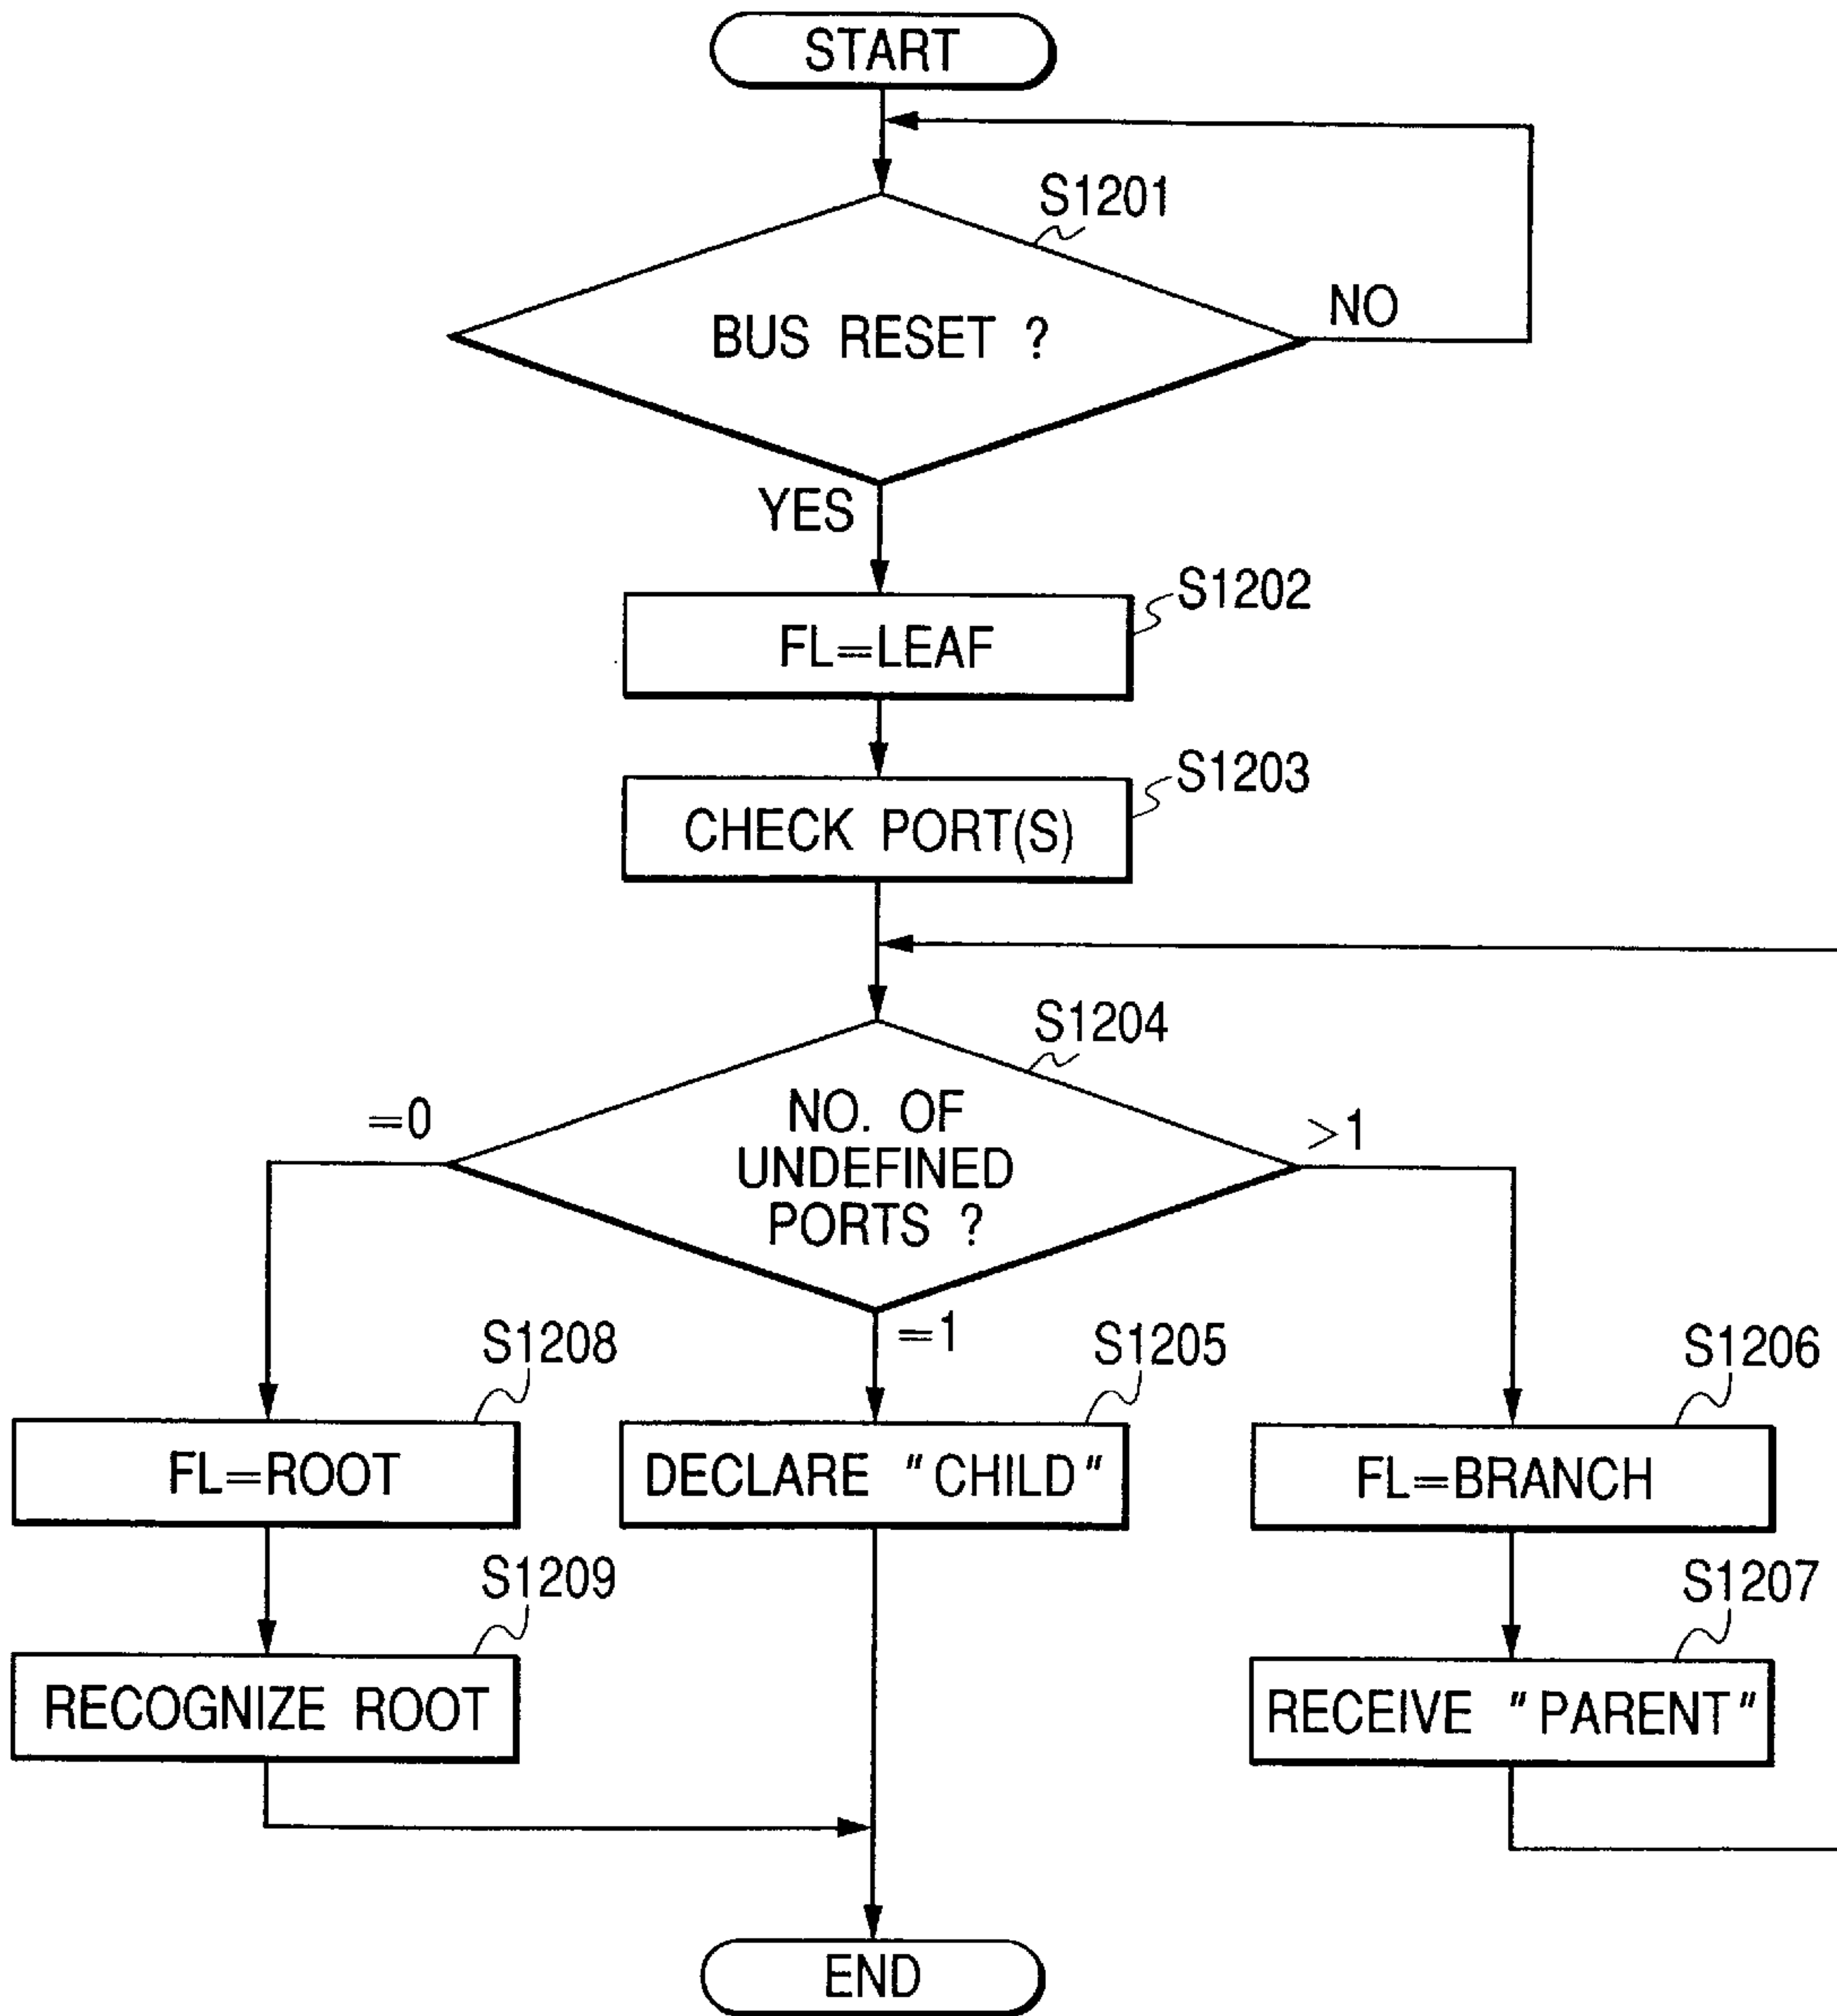 START
S1201
BUS RESET ?
NO
YES
S1202
FL=LEAF
S1203
CHECK PORT(S)
S1204
NO. OF
UNDEFINED
PORTS ?
=0
>1
=1
S1208
S1205
S1206
FL=ROOT
DECLARE "CHILD"
FL=BRANCH
S1209
S1207
RECOGNIZE ROOT
RECEIVE "PARENT"
END